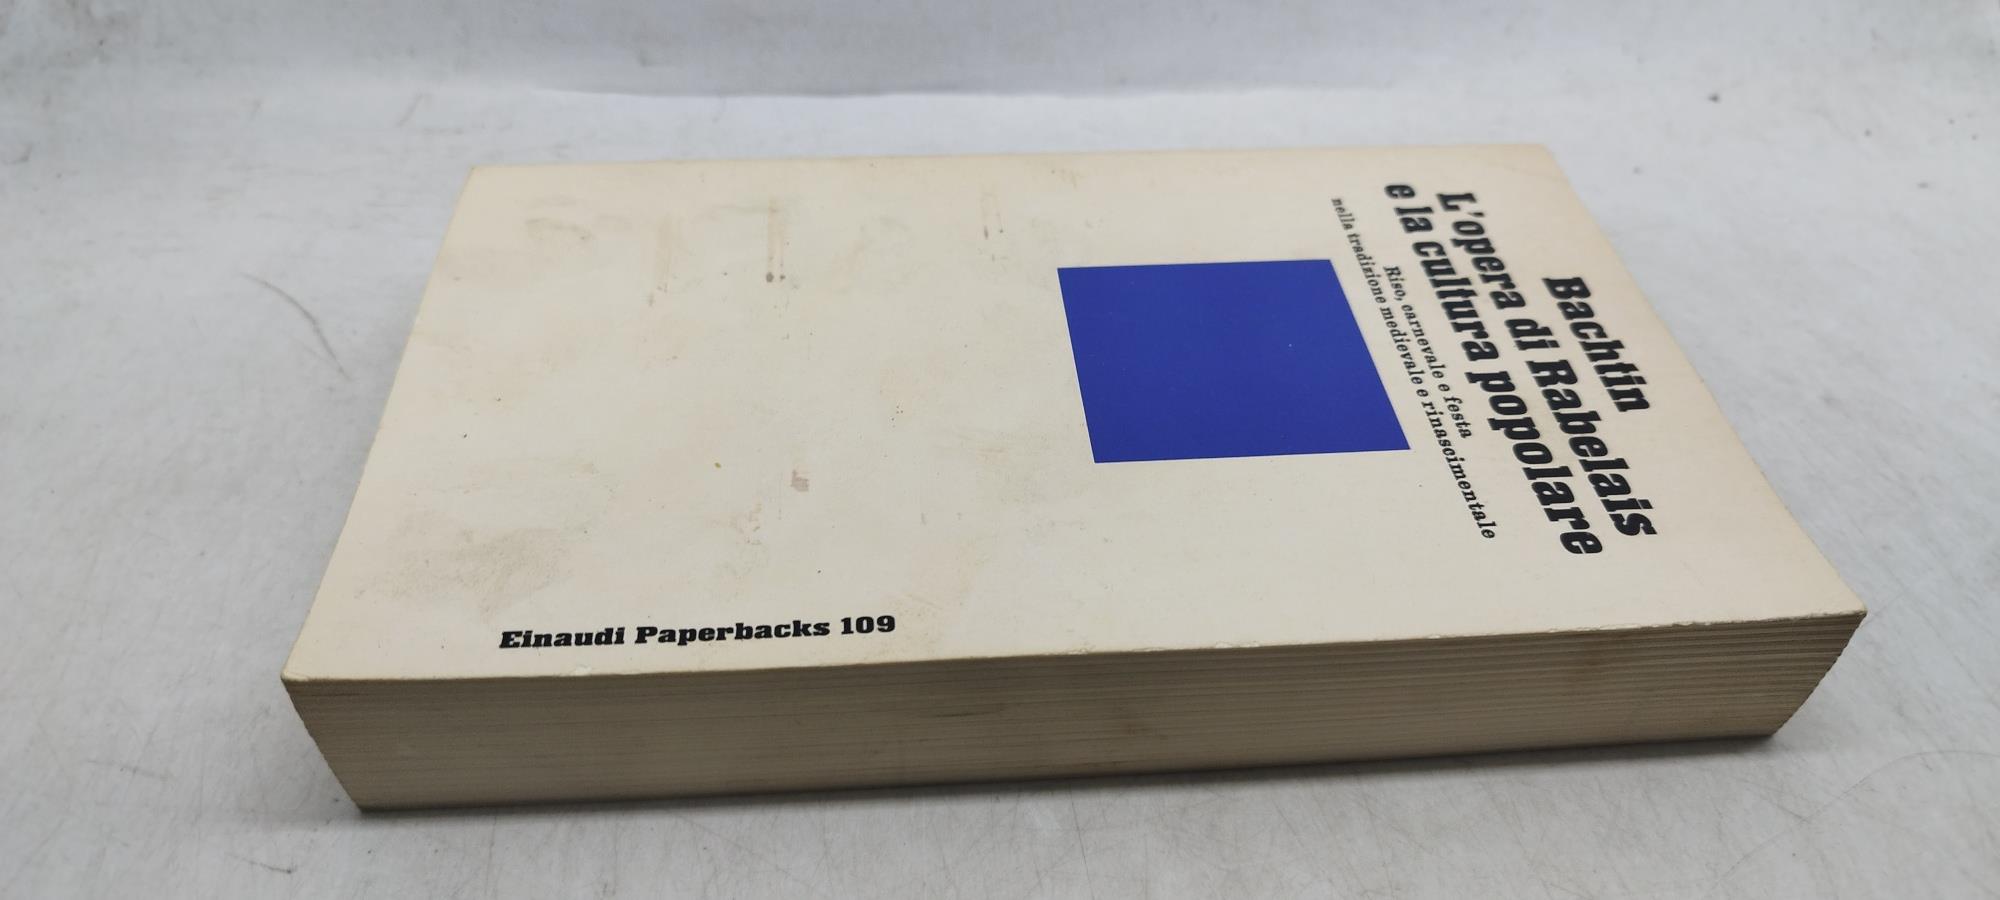 Bachtin
L'opera di Rabelais
e la cultura popolare
Riso, carnevale e festa
nella tradizione medievale e rinascimentale
Einaudi Paperbacks 109